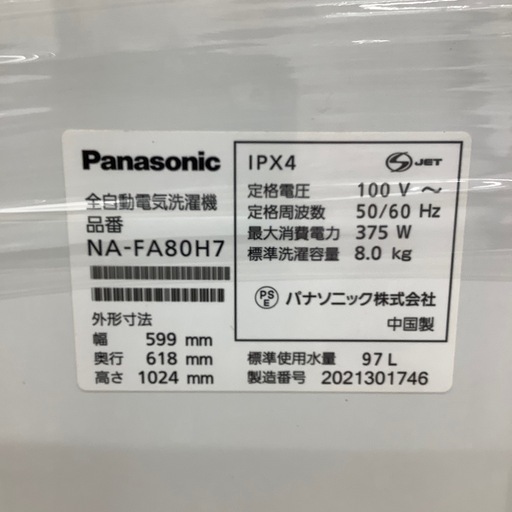 Panasonic
全自動電気洗濯機
品番
NA-FA80H7
外形寸法
幅 599 mm
奥行 618 mm
高さ 1024 mm
IPX4
S JET
定格電圧 100 V ～
定格周波数 50/60 Hz
最大消費電力 375 W
標準洗濯容量 8.0 kg
PS E パナソニック株式会社
中国製
標準使用水量 97 L
製造番号 2021301746